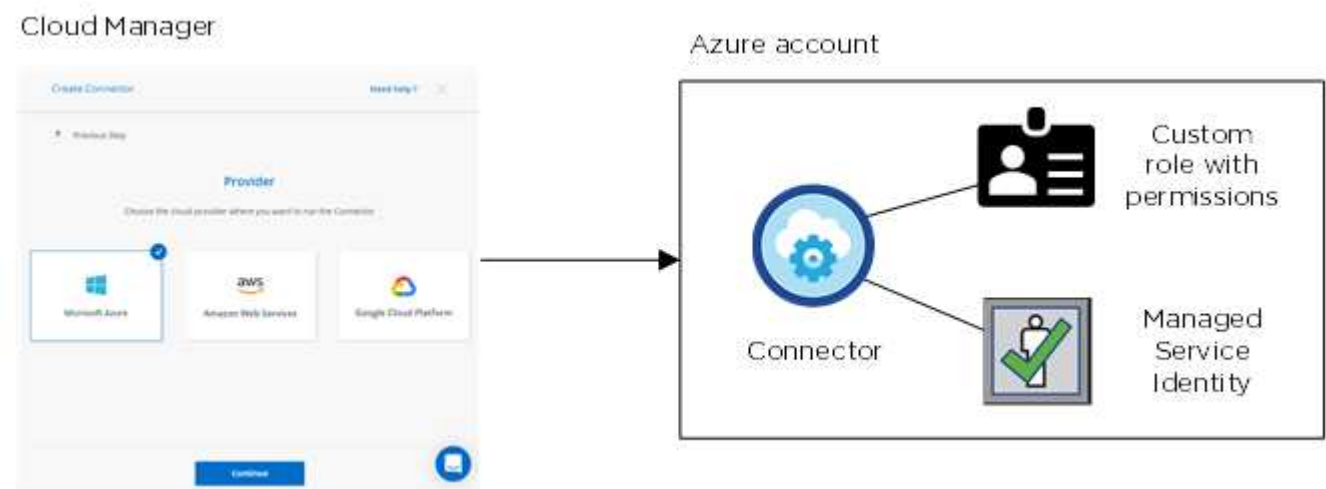 Cloud Manager
Azure account
Create Connector
Need help?
Previous Step
Provider
Choose the cloud provider where you want to run the Connector
Microsoft Azure
aws
Amazon Web Services
Google Cloud Platform
Continue
Custom
role with
permissions
Connector
Managed
Service
Identity